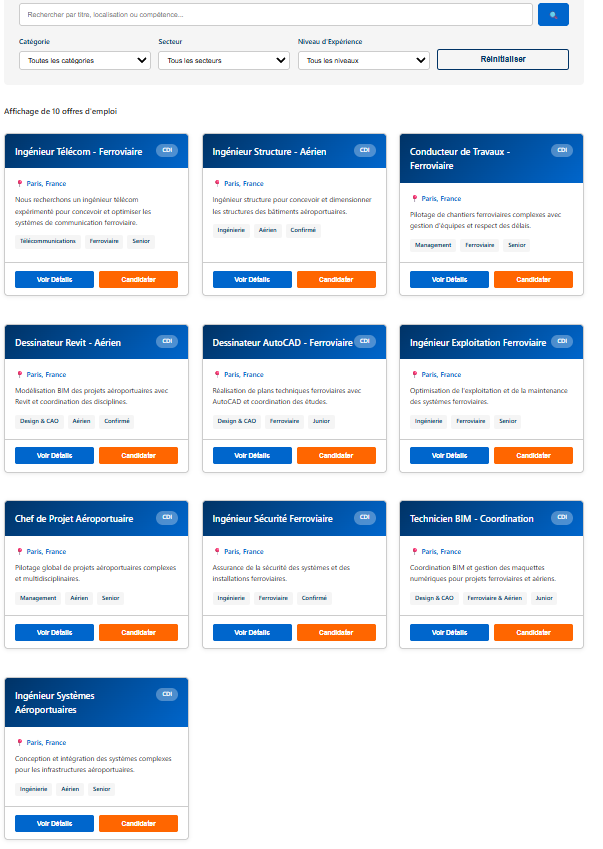 Rechercher par titre, localisation ou compétence...
Catégorie
Secteur
Niveau d'Expérience
Toutes les catégories
Tous les secteurs
Tous les niveaux
Réinitialiser
Affichage de 10 offres d'emploi
Ingénieur Télécom - Ferroviaire
CDI
Paris, France
Nous recherchons un ingénieur télécom
expérimenté pour concevoir et optimiser les
systèmes de communication ferroviaire.
Télécommunications
Ferroviaire
Senior
Voir Détails
Candidater
Ingénieur Structure - Aérien
CDI
Paris, France
Ingénieur structure pour concevoir et dimensionner
les structures des bâtiments aéroportuaires.
Ingénierie
Aérien
Confirmé
Voir Détails
Candidater
Conducteur de Travaux -
Ferroviaire
CDI
Paris, France
Pilotage de chantiers ferroviaires complexes avec
gestion d'équipes et respect des délais.
Management
Ferroviaire
Senior
Voir Détails
Candidater
Dessinateur Revit - Aérien
CDI
Paris, France
Modélisation BIM des projets aéroportuaires avec
Revit et coordination des disciplines.
Design & CAO
Aérien
Confirmé
Voir Détails
Candidater
Dessinateur AutoCAD - Ferroviaire
CDI
Paris, France
Réalisation de plans techniques ferroviaires avec
AutoCAD et coordination des études.
Design & CAO
Ferroviaire
Junior
Voir Détails
Candidater
Ingénieur Exploitation Ferroviaire
CDI
Paris, France
Optimisation de l'exploitation et de la maintenance
des systèmes ferroviaires.
Ingénierie
Ferroviaire
Senior
Voir Détails
Candidater
Chef de Projet Aéroportuaire
CDI
Paris, France
Pilotage global de projets aéroportuaires complexes
et multidisciplinaires.
Management
Aérien
Senior
Voir Détails
Candidater
Ingénieur Sécurité Ferroviaire
CDI
Paris, France
Assurance de la sécurité des systèmes et des
installations ferroviaires.
Ingénierie
Ferroviaire
Confirmé
Voir Détails
Candidater
Technicien BIM - Coordination
CDI
Paris, France
Coordination BIM et gestion des maquettes
numériques pour projets ferroviaires et aériens.
Design & CAO
Ferroviaire & Aérien
Junior
Voir Détails
Candidater
Ingénieur Systèmes
Aéroportuaires
CDI
Paris, France
Conception et intégration des systèmes complexes
pour les infrastructures aéroportuaires.
Ingénierie
Aérien
Senior
Voir Détails
Candidater